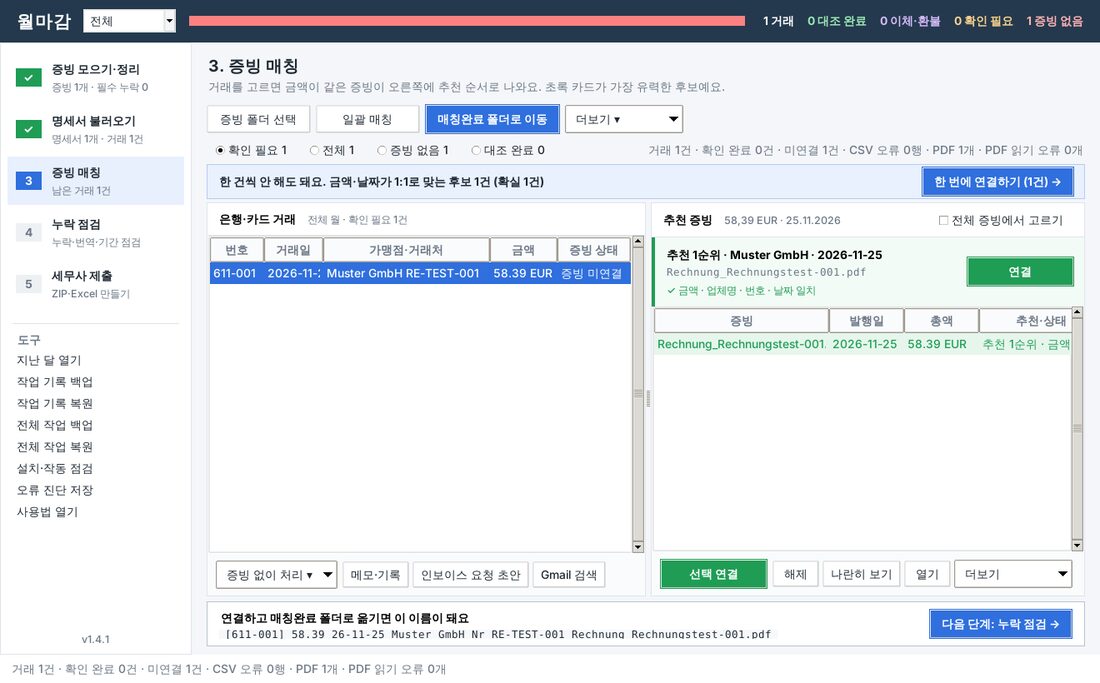 월마감 전체 1 거래 0 대조 완료 0 이체·환불 0 확인 필요 1 증빙 없음
증빙 모으기·정리
증빙 1개 · 필수 누락 0
명세서 불러오기
명세서 1개 · 거래 1건
3 증빙 매칭
남은 거래 1건
4 누락 점검
누락·번역·기간 점검
5 세무사 제출
ZIP·Excel 만들기
도구
지난 달 열기
작업 기록 백업
작업 기록 복원
전체 작업 백업
전체 작업 복원
설치·작동 점검
오류 진단 저장
사용법 열기
v1.4.1
3. 증빙 매칭
거래를 고르면 금액이 같은 증빙이 오른쪽에 추천 순서로 나와요. 초록 카드가 가장 유력한 후보예요.
증빙 폴더 선택 일괄 매칭 매칭완료 폴더로 이동 더보기 ▾
확인 필요 1 전체 1 증빙 없음 1 대조 완료 0 거래 1건 · 확인 완료 0건 · 미연결 1건 · CSV 오류 0행 · PDF 1개 · PDF 읽기 오류 0개
한 건씩 안 해도 돼요. 금액·날짜가 1:1로 맞는 후보 1건 (확실 1건) 한 번에 연결하기 (1건) →
은행·카드 거래 전체 월 · 확인 필요 1건
번호 거래일 가맹점·거래처 금액 증빙 상태
611-001 2026-11-2 Muster GmbH RE-TEST-001 58.39 EUR 증빙 미연결
증빙 없이 처리 ▾ 메모·기록 인보이스 요청 초안 Gmail 검색
추천 증빙 58,39 EUR · 25.11.2026 전체 증빙에서 고르기
추천 1순위 · Muster GmbH · 2026-11-25
Rechnung_Rechnungstest-001.pdf
✓ 금액 · 업체명 · 번호 · 날짜 일치
연결
증빙 발행일 총액 추천·상태
Rechnung_Rechnungstest-001. 2026-11-25 58.39 EUR 추천 1순위 · 금액
선택 연결 해제 나란히 보기 열기 더보기
연결하고 매칭완료 폴더로 옮기면 이 이름이 돼요
[611-001] 58.39 26-11-25 Muster GmbH Nr RE-TEST-001 Rechnung Rechnungstest-001.pdf
다음 단계: 누락 점검 →
거래 1건 · 확인 완료 0건 · 미연결 1건 · CSV 오류 0행 · PDF 1개 · PDF 읽기 오류 0개